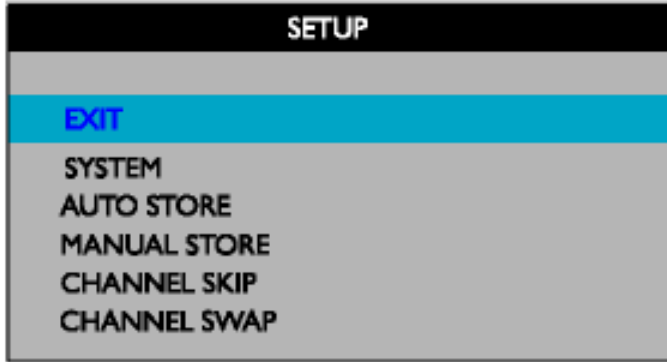 SETUP
EXIT
SYSTEM
AUTO STORE
MANUAL STORE
CHANNEL SKIP
CHANNEL SWAP